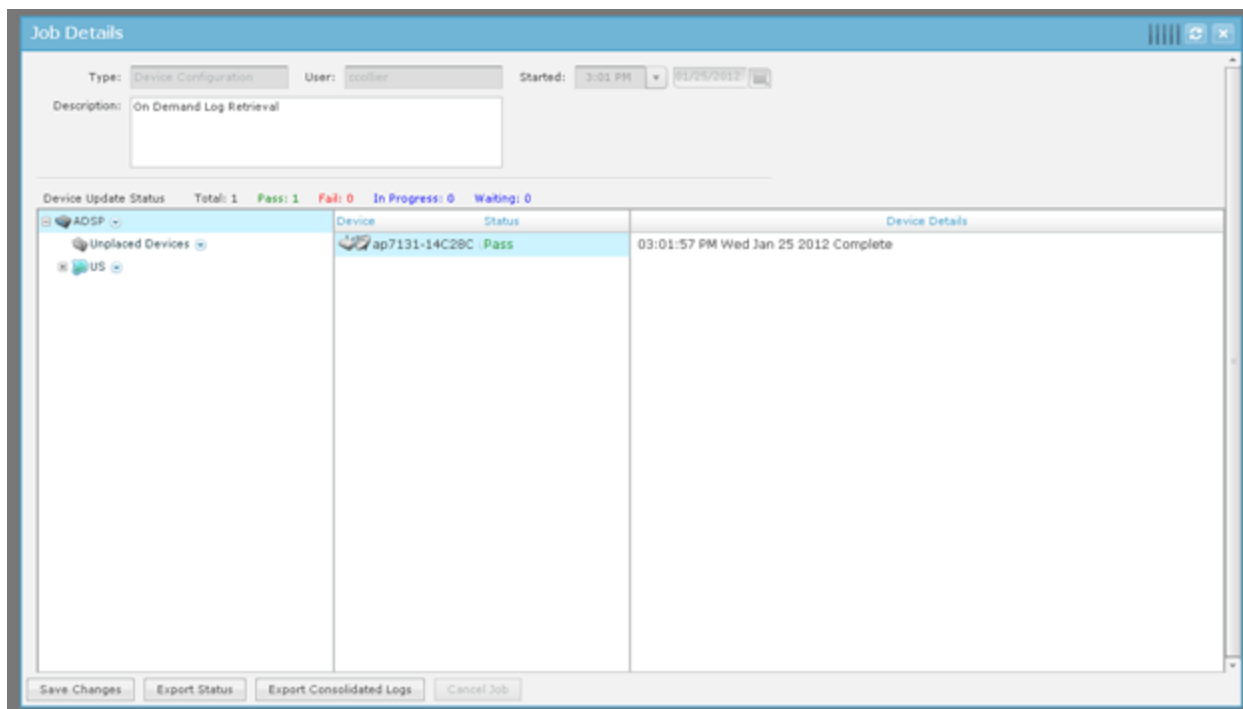 Job Details
Type: Device Configuration User: ccollier Started: 3:01 PM 01/25/2012
Description: On Demand Log Retrieval
Device Update Status Total: 1 Pass: 1 Fail: 0 In Progress: 0 Waiting: 0
ADSP Device Status Device Details
Unplaced Devices ap7131-14C28C Pass 03:01:57 PM Wed Jan 25 2012 Complete
US
Save Changes Export Status Export Consolidated Logs Cancel Job